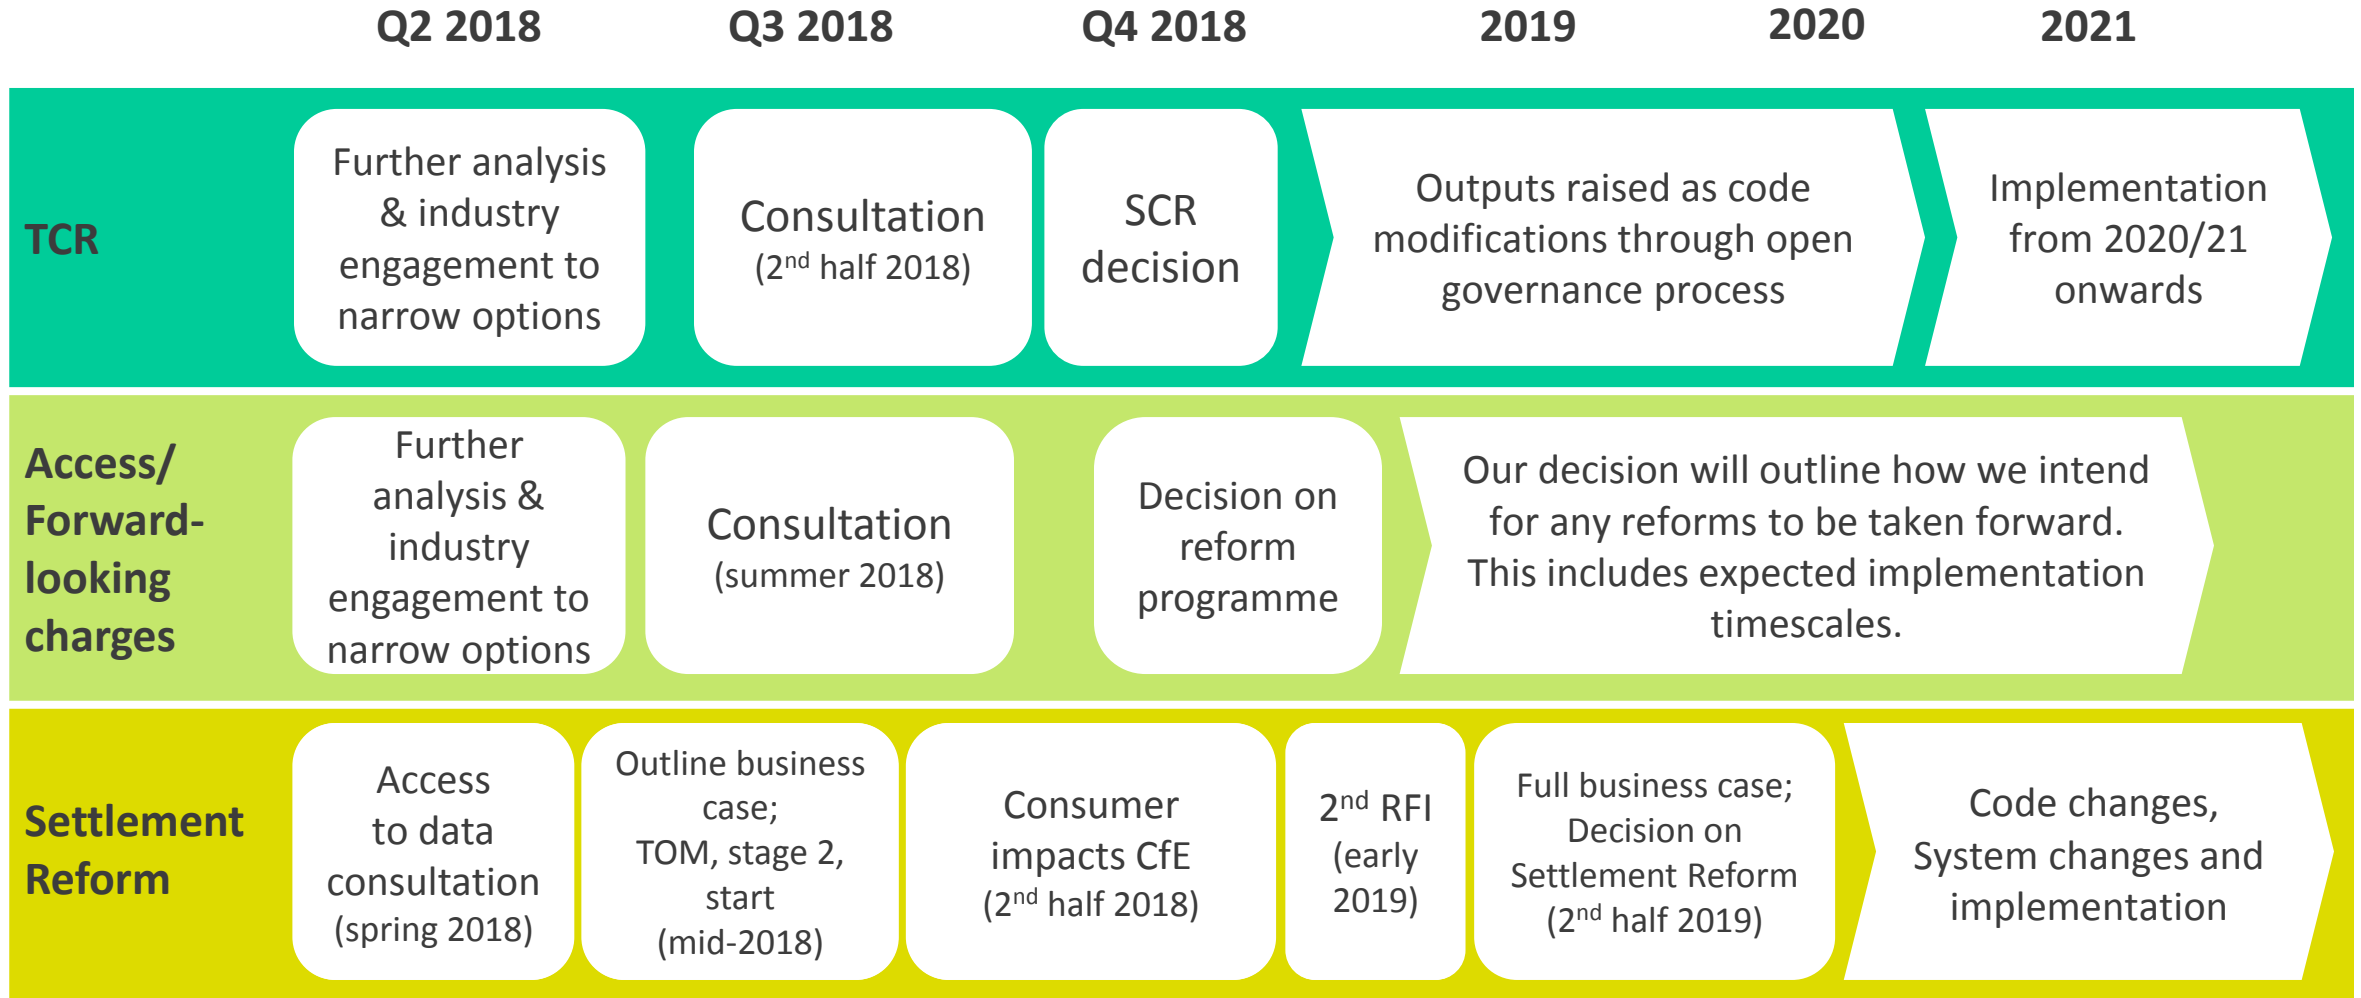 Q2 2018
Q3 2018
Q4 2018
2019
2020
2021
TCR
Further analysis
& industry
engagement to
narrow options
Consultation
(2nd half 2018)
SCR
decision
Outputs raised as code
modifications through open
governance process
Implementation
from 2020/21
onwards
Access/
Forward-
looking
charges
Further
analysis &
industry
engagement to
narrow options
Consultation
(summer 2018)
Decision on
reform
programme
Our decision will outline how we intend
for any reforms to be taken forward.
This includes expected implementation
timescales.
Settlement
Reform
Access
to data
consultation
(spring 2018)
Outline business
case;
TOM, stage 2,
start
(mid-2018)
Consumer
impacts CfE
(2nd half 2018)
2nd RFI
(early
2019)
Full business case;
Decision on
Settlement Reform
(2nd half 2019)
Code changes,
System changes and
implementation